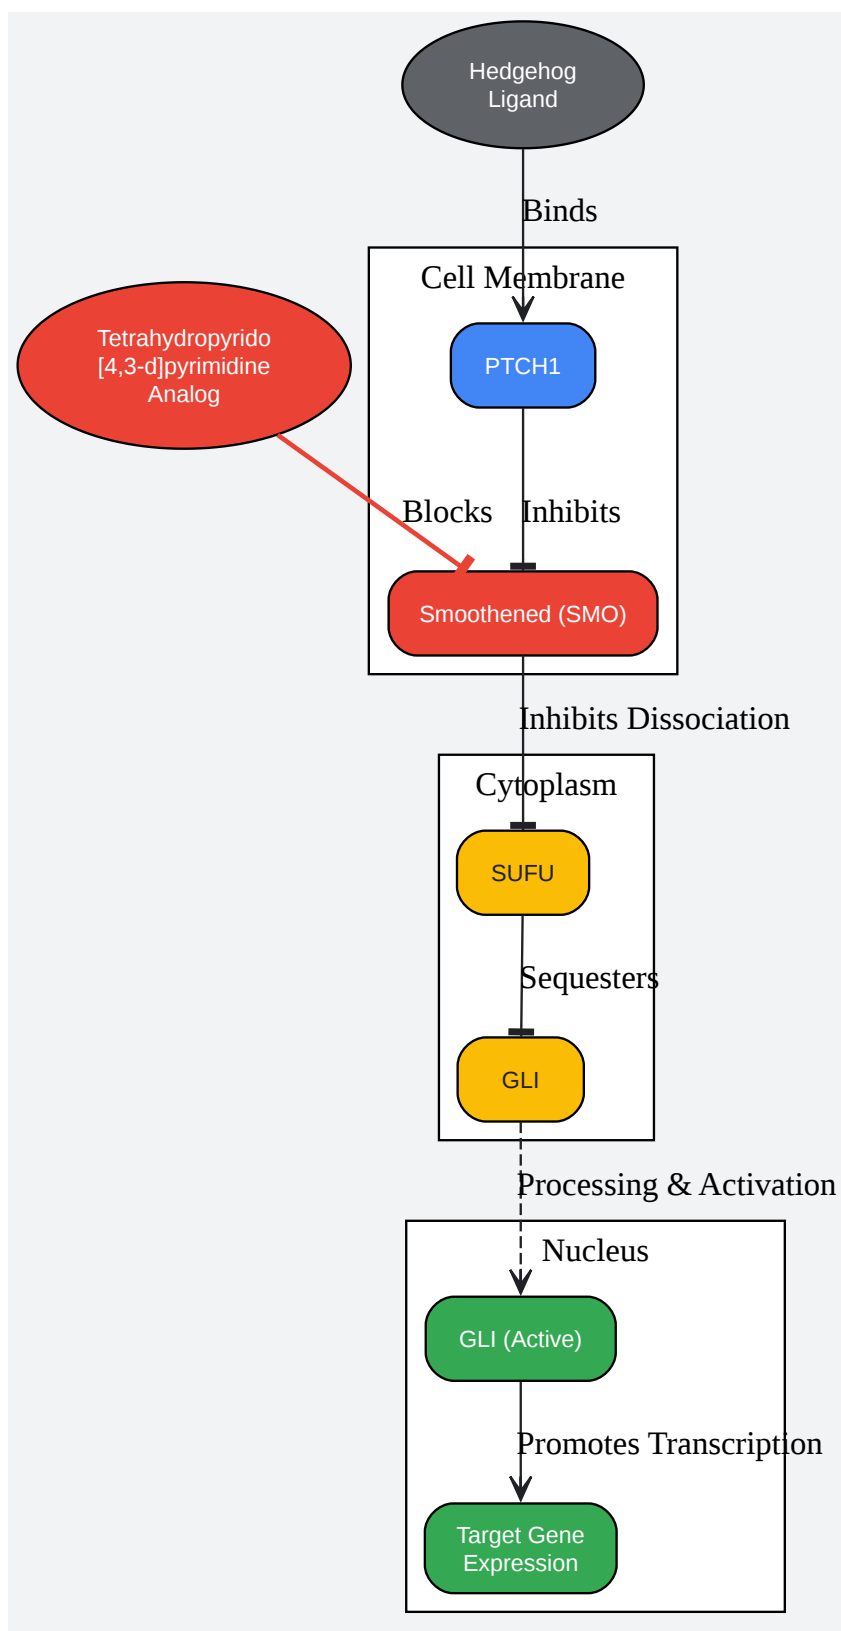 Hedgehog
Ligand
Binds
Cell Membrane
Tetrahydropyrido
[4,3-d]pyrimidine
Analog
PTCH1
Blocks
Inhibits
Smoothened (SMO)
Inhibits Dissociation
Cytoplasm
SUFU
Sequesters
GLI
Processing & Activation
Nucleus
GLI (Active)
Promotes Transcription
Target Gene
Expression